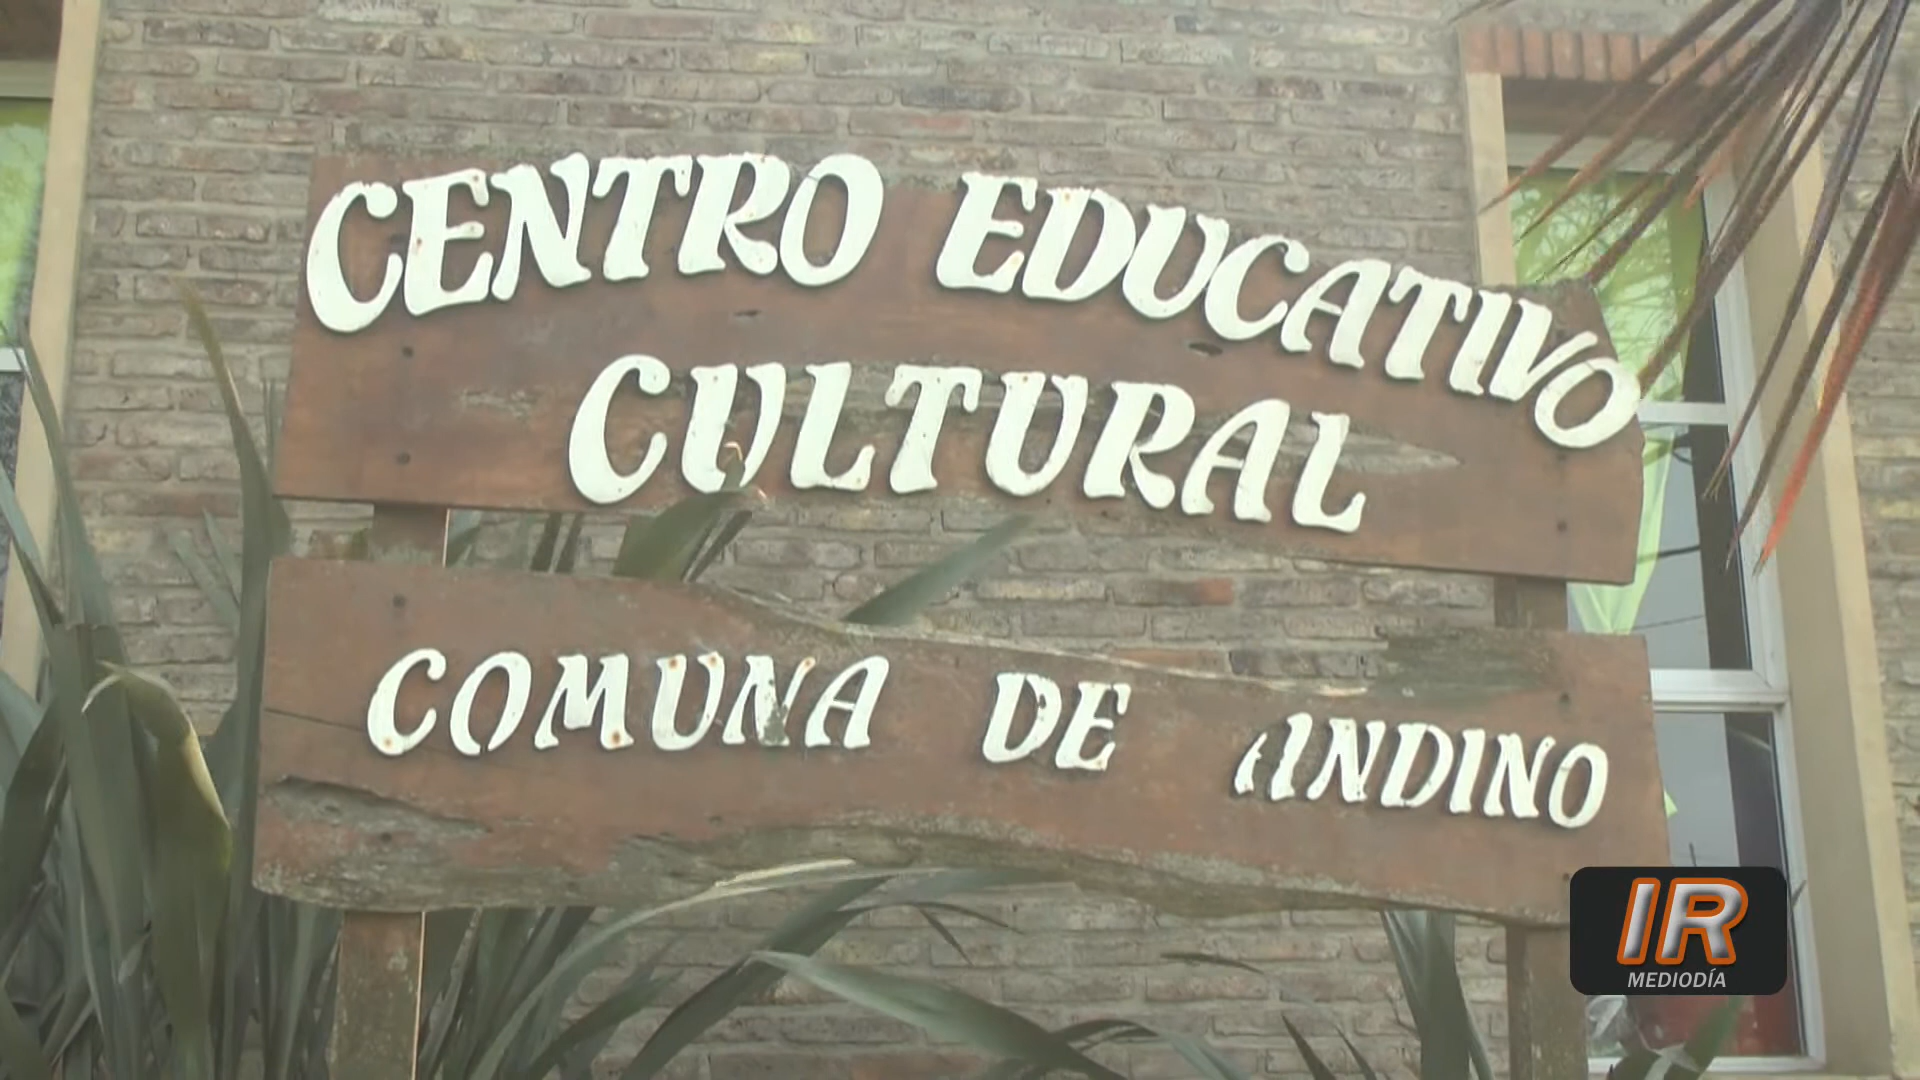 CENTRO EDUCATIVO
CULTURAL
COMUNA DE ANDINO
IR
MEDIODÍA